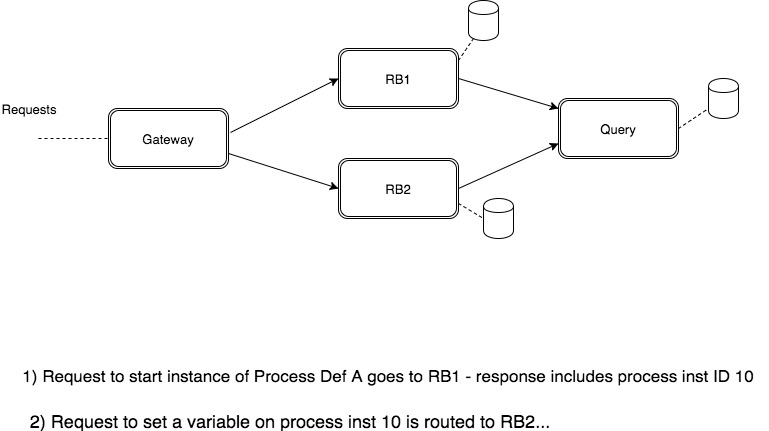 Requests
Gateway
RB1
RB2
Query
1) Request to start instance of Process Def A goes to RB1 - response includes process inst ID 10
2) Request to set a variable on process inst 10 is routed to RB2...